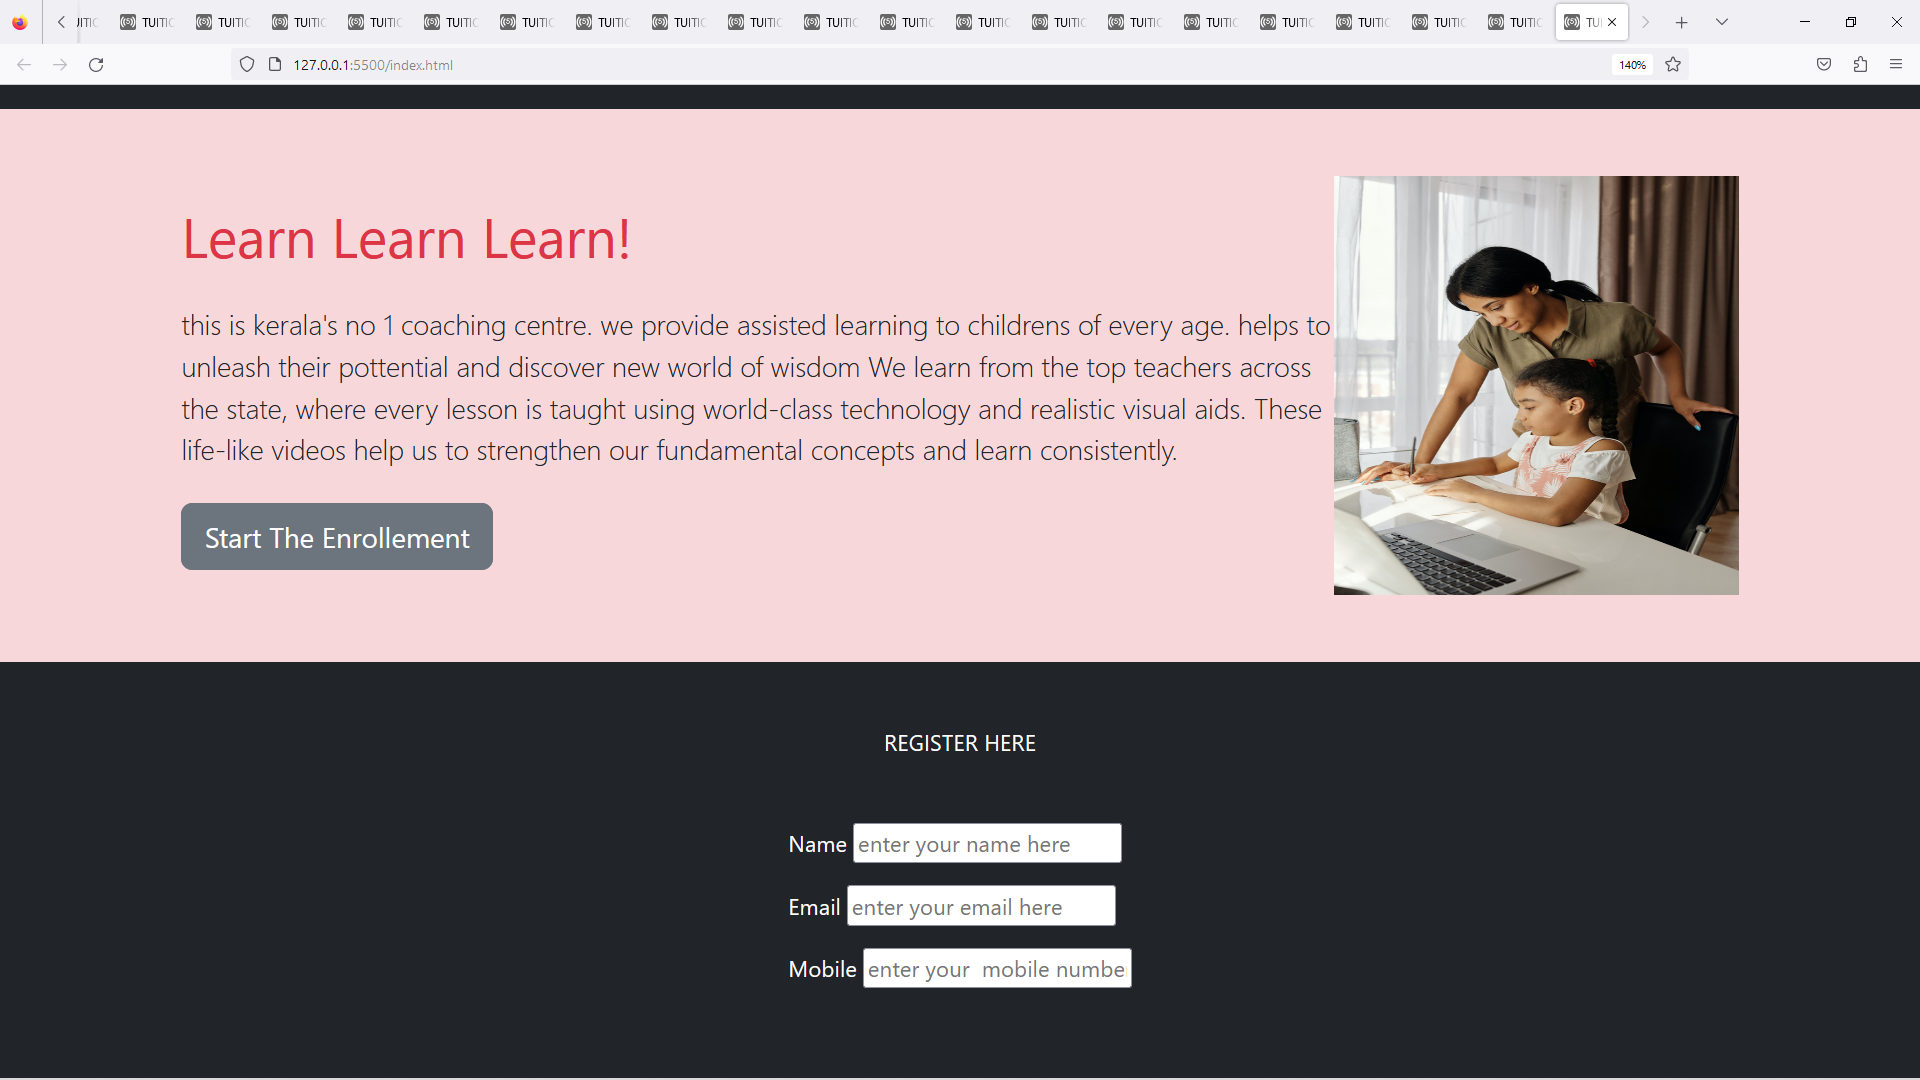 TUITIC TUITIC TUITIC TUITIC TUITIC TUITIC TUITIC TUITIC TUITIC TUITIC TUITIC TUITIC TUITIC TUITIC TUITIC TUITIC TUITIC TUITIC TUITIC TUI
127.0.0.1:5500/index.html 140%
Learn Learn Learn!
this is kerala's no 1 coaching centre. we provide assisted learning to childrens of every age. helps to
unleash their pottential and discover new world of wisdom We learn from the top teachers across
the state, where every lesson is taught using world-class technology and realistic visual aids. These
life-like videos help us to strengthen our fundamental concepts and learn consistently.
Start The Enrollement
REGISTER HERE
Name enter your name here
Email enter your email here
Mobile enter your  mobile numbe